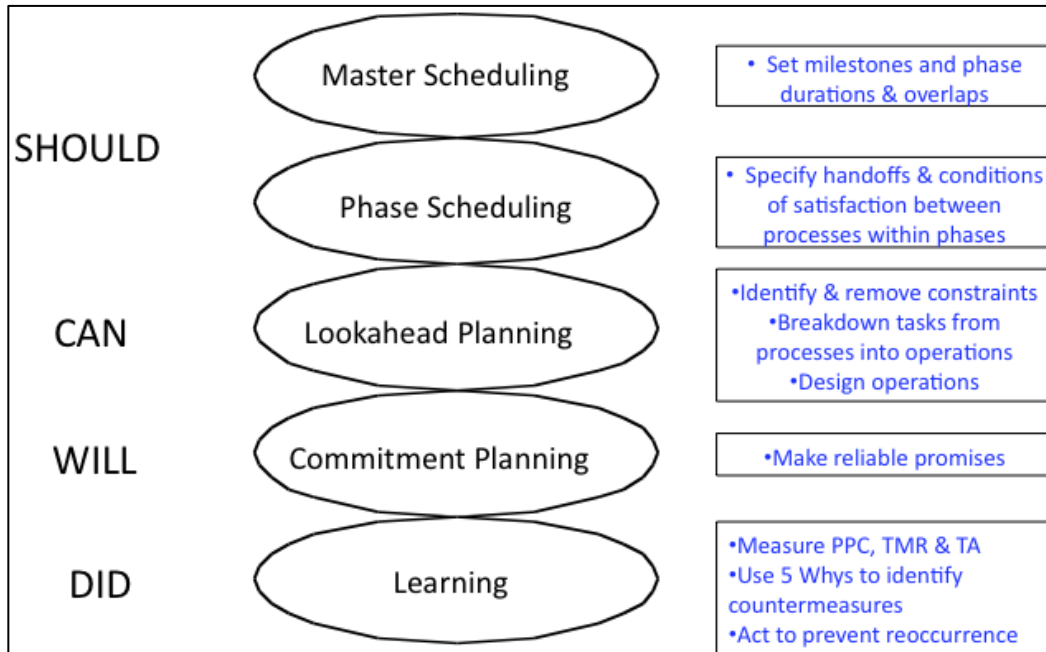 Master Scheduling
• Set milestones and phase
durations & overlaps
SHOULD
Phase Scheduling
• Specify handoffs & conditions
of satisfaction between
processes within phases
CAN
Lookahead Planning
•Identify & remove constraints
•Breakdown tasks from
processes into operations
•Design operations
WILL
Commitment Planning
•Make reliable promises
DID
Learning
•Measure PPC, TMR & TA
•Use 5 Whys to identify
countermeasures
•Act to prevent reoccurrence